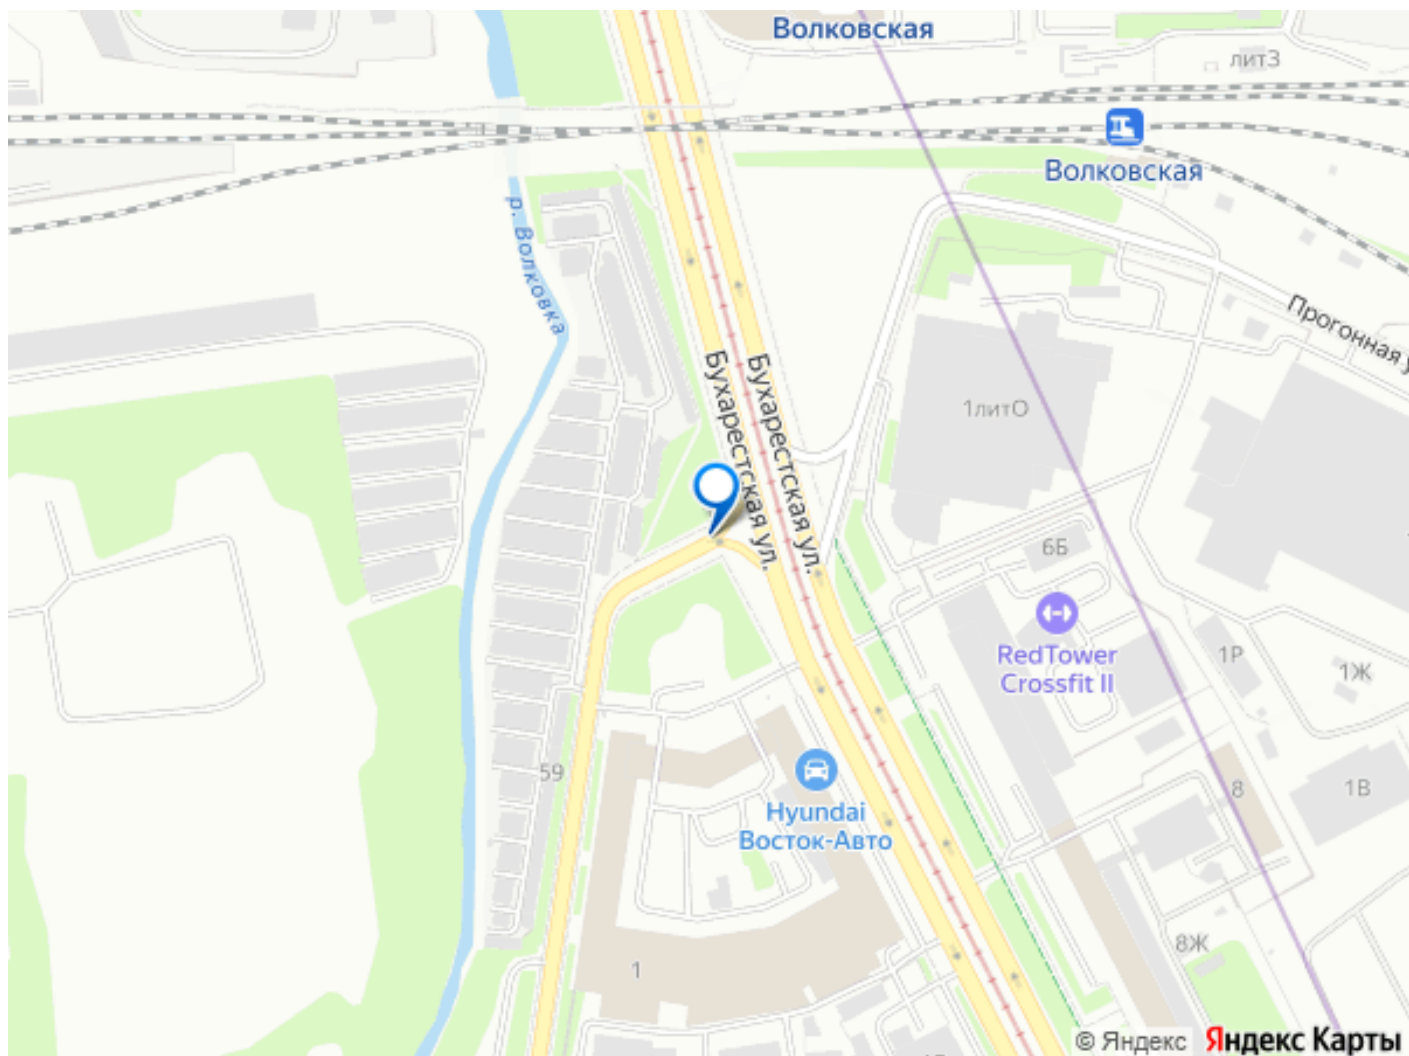 Волковская
лит3
Волковская
р. Волковка
Прогонная у
Бухарестская ул.
Бухарестская ул.
1литО
6Б
RedTower
Crossfit II
1Р
1Ж
59
Hyundai
Восток-Авто
8
1В
8Ж
1
© Яндекс Яндекс Карты